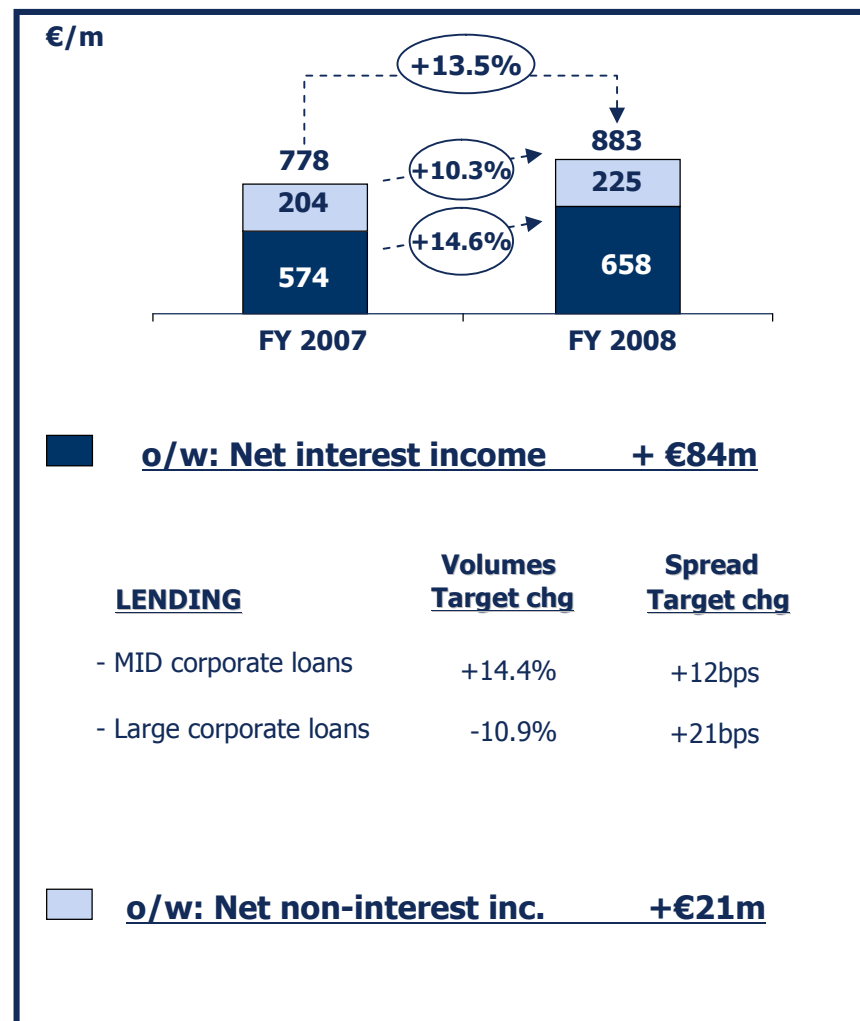 €/m
+13.5%
778
883
204
+10.3%
225
574
+14.6%
658
FY 2007
FY 2008
o/w: Net interest income + €84m
Volumes Spread
LENDING Target chg Target chg
- MID corporate loans +14.4% +12bps
- Large corporate loans -10.9% +21bps
o/w: Net non-interest inc. +€21m